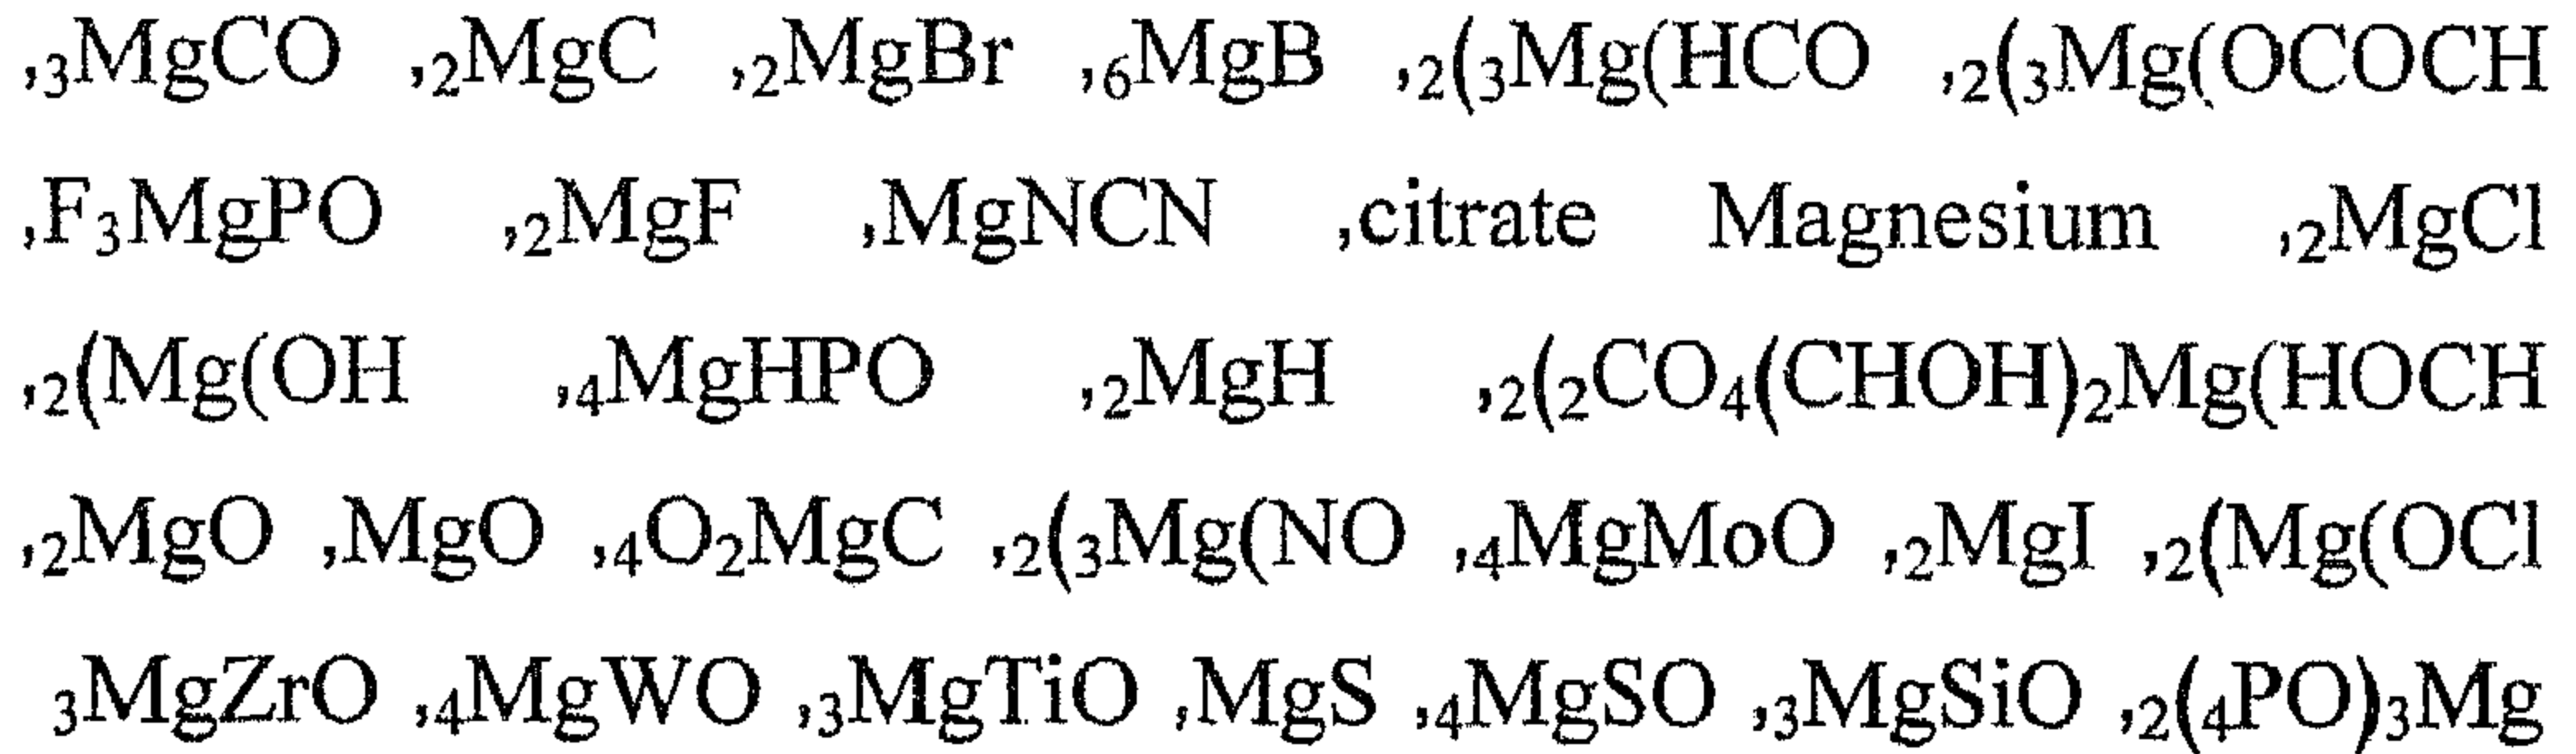 ,₃MgCO ,₂MgC ,₂MgBr ,₆MgB ,₂(₃Mg(HCO ,₂(₃Mg(OCOCH
,F₃MgPO ,₂MgF ,MgNCN ,citrate Magnesium ,₂MgCl
,₂(Mg(OH ,₄MgHPO ,₂MgH ,₂(₂CO₄(CHOH)₂Mg(HOCH
,₂MgO ,MgO ,₄O₂MgC ,₂(₃Mg(NO ,₄MgMoO ,₂MgI ,₂(Mg(OCl
₃MgZrO ,₄MgWO ,₃MgTiO ,MgS ,₄MgSO ,₃MgSiO ,₂(₄PO)₃Mg